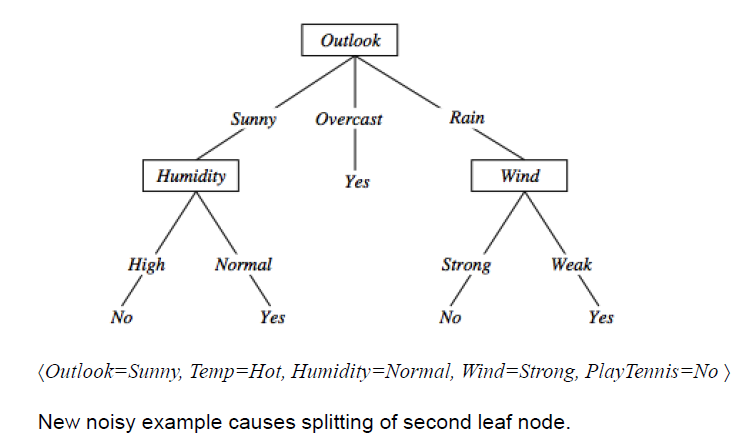 Outlook
Sunny Overcast Rain
Humidity Yes Wind
High Normal Strong Weak
No Yes No Yes
⟨Outlook=Sunny, Temp=Hot, Humidity=Normal, Wind=Strong, PlayTennis=No ⟩
New noisy example causes splitting of second leaf node.